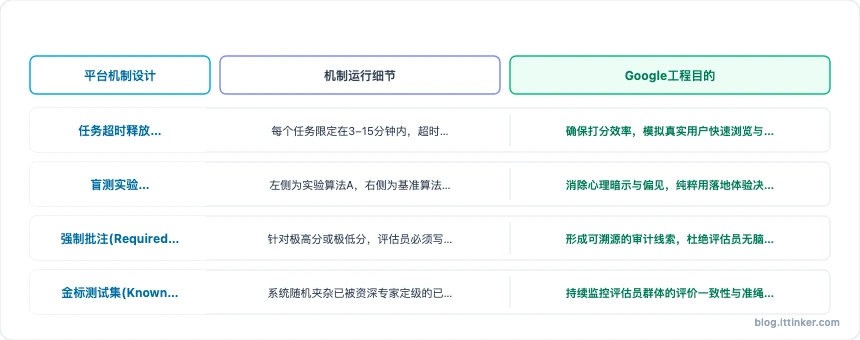 平台机制设计 机制运行细节 Google工程目的
任务超时释放... 每个任务限定在3–15分钟内，超时... 确保打分效率，模拟真实用户快速浏览与...
盲测实验... 左侧为实验算法A，右侧为基准算法... 消除心理暗示与偏见，纯粹用落地体验决...
强制批注(Required... 针对极高分或极低分，评估员必须写... 形成可溯源的审计线索，杜绝评估员无脑...
金标测试集(Known... 系统随机夹杂已被资深专家定级的已... 持续监控评估员群体的评价一致性与准绳...
blog.ittinker.com